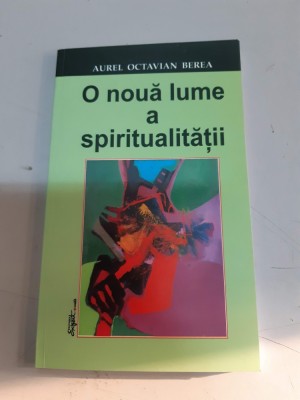 AUREL OCTAVIAN BEREA
O nouă lume
a
spiritualității